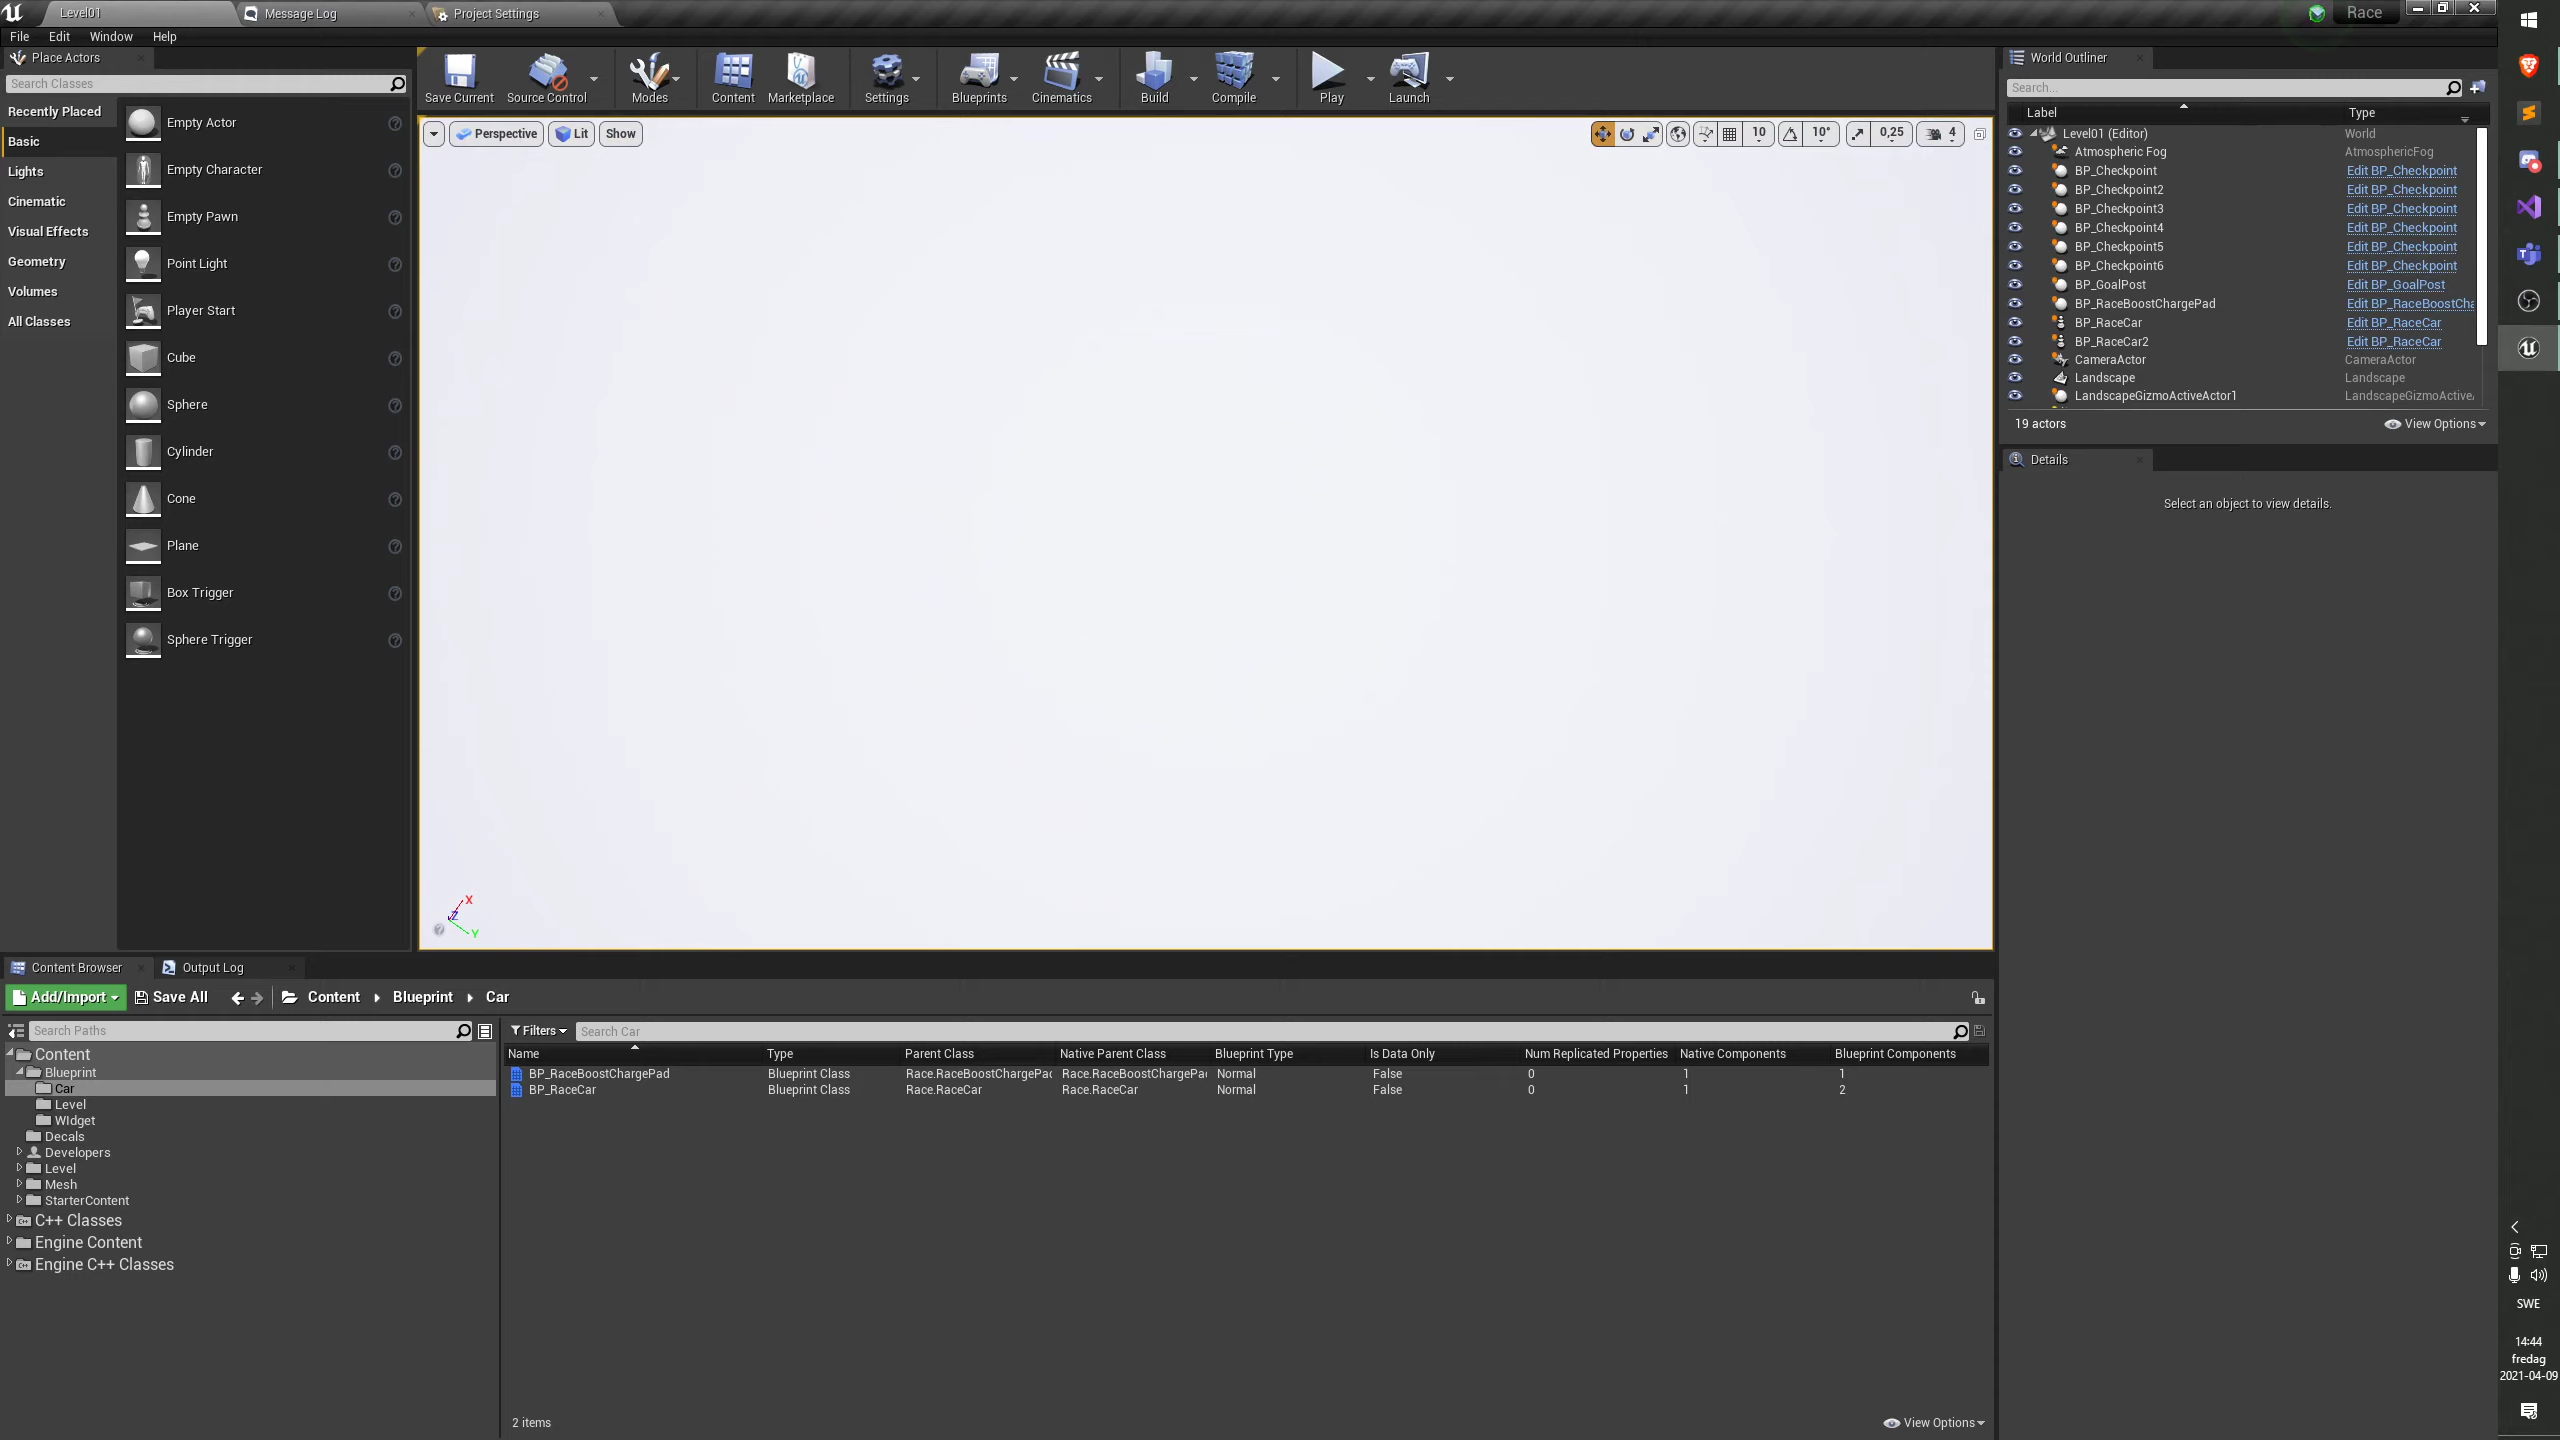 Level01
Message Log
Project Settings
Race
File Edit Window Help
Place Actors
Search Classes
Recently Placed
Basic
Lights
Cinematic
Visual Effects
Geometry
Volumes
All Classes
Empty Actor
Empty Character
Empty Pawn
Point Light
Player Start
Cube
Sphere
Cylinder
Cone
Plane
Box Trigger
Sphere Trigger
Save Current
Source Control
Modes
Content
Marketplace
Settings
Blueprints
Cinematics
Build
Compile
Play
Launch
Perspective
Lit
Show
10
10°
0,25
4
X
Z
Y
World Outliner
Search...
Label Type
Level01 (Editor) World
Atmospheric Fog AtmosphericFog
BP_Checkpoint Edit BP_Checkpoint
BP_Checkpoint2 Edit BP_Checkpoint
BP_Checkpoint3 Edit BP_Checkpoint
BP_Checkpoint4 Edit BP_Checkpoint
BP_Checkpoint5 Edit BP_Checkpoint
BP_Checkpoint6 Edit BP_Checkpoint
BP_GoalPost Edit BP_GoalPost
BP_RaceBoostChargePad Edit BP_RaceBoostCha
BP_RaceCar Edit BP_RaceCar
BP_RaceCar2 Edit BP_RaceCar
CameraActor CameraActor
Landscape Landscape
LandscapeGizmoActiveActor1 LandscapeGizmoActive
19 actors
View Options
Details
Select an object to view details.
Content Browser
Output Log
Add/Import
Save All
Content Blueprint Car
Search Paths
Content
Blueprint
Car
Level
WIdget
Decals
Developers
Level
Mesh
StarterContent
C++ Classes
Engine Content
Engine C++ Classes
Filters
Search Car
Name Type Parent Class Native Parent Class Blueprint Type Is Data Only Num Replicated Properties Native Components Blueprint Components
BP_RaceBoostChargePad Blueprint Class Race.RaceBoostChargePad Race.RaceBoostChargePa Normal False 0 1 1
BP_RaceCar Blueprint Class Race.RaceCar Race.RaceCar Normal False 0 1 2
2 items
View Options
SWE
14:44
fredag
2021-04-09